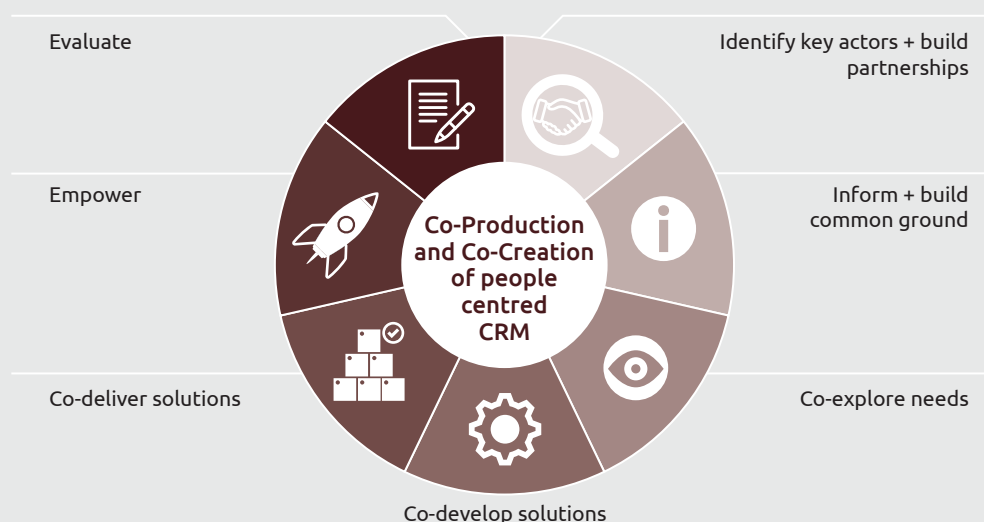 Evaluate
Identify key actors + build
partnerships
Empower
Inform + build
common ground
Co-Production
and Co-Creation
of people
centred
CRM
Co-deliver solutions
Co-explore needs
Co-develop solutions